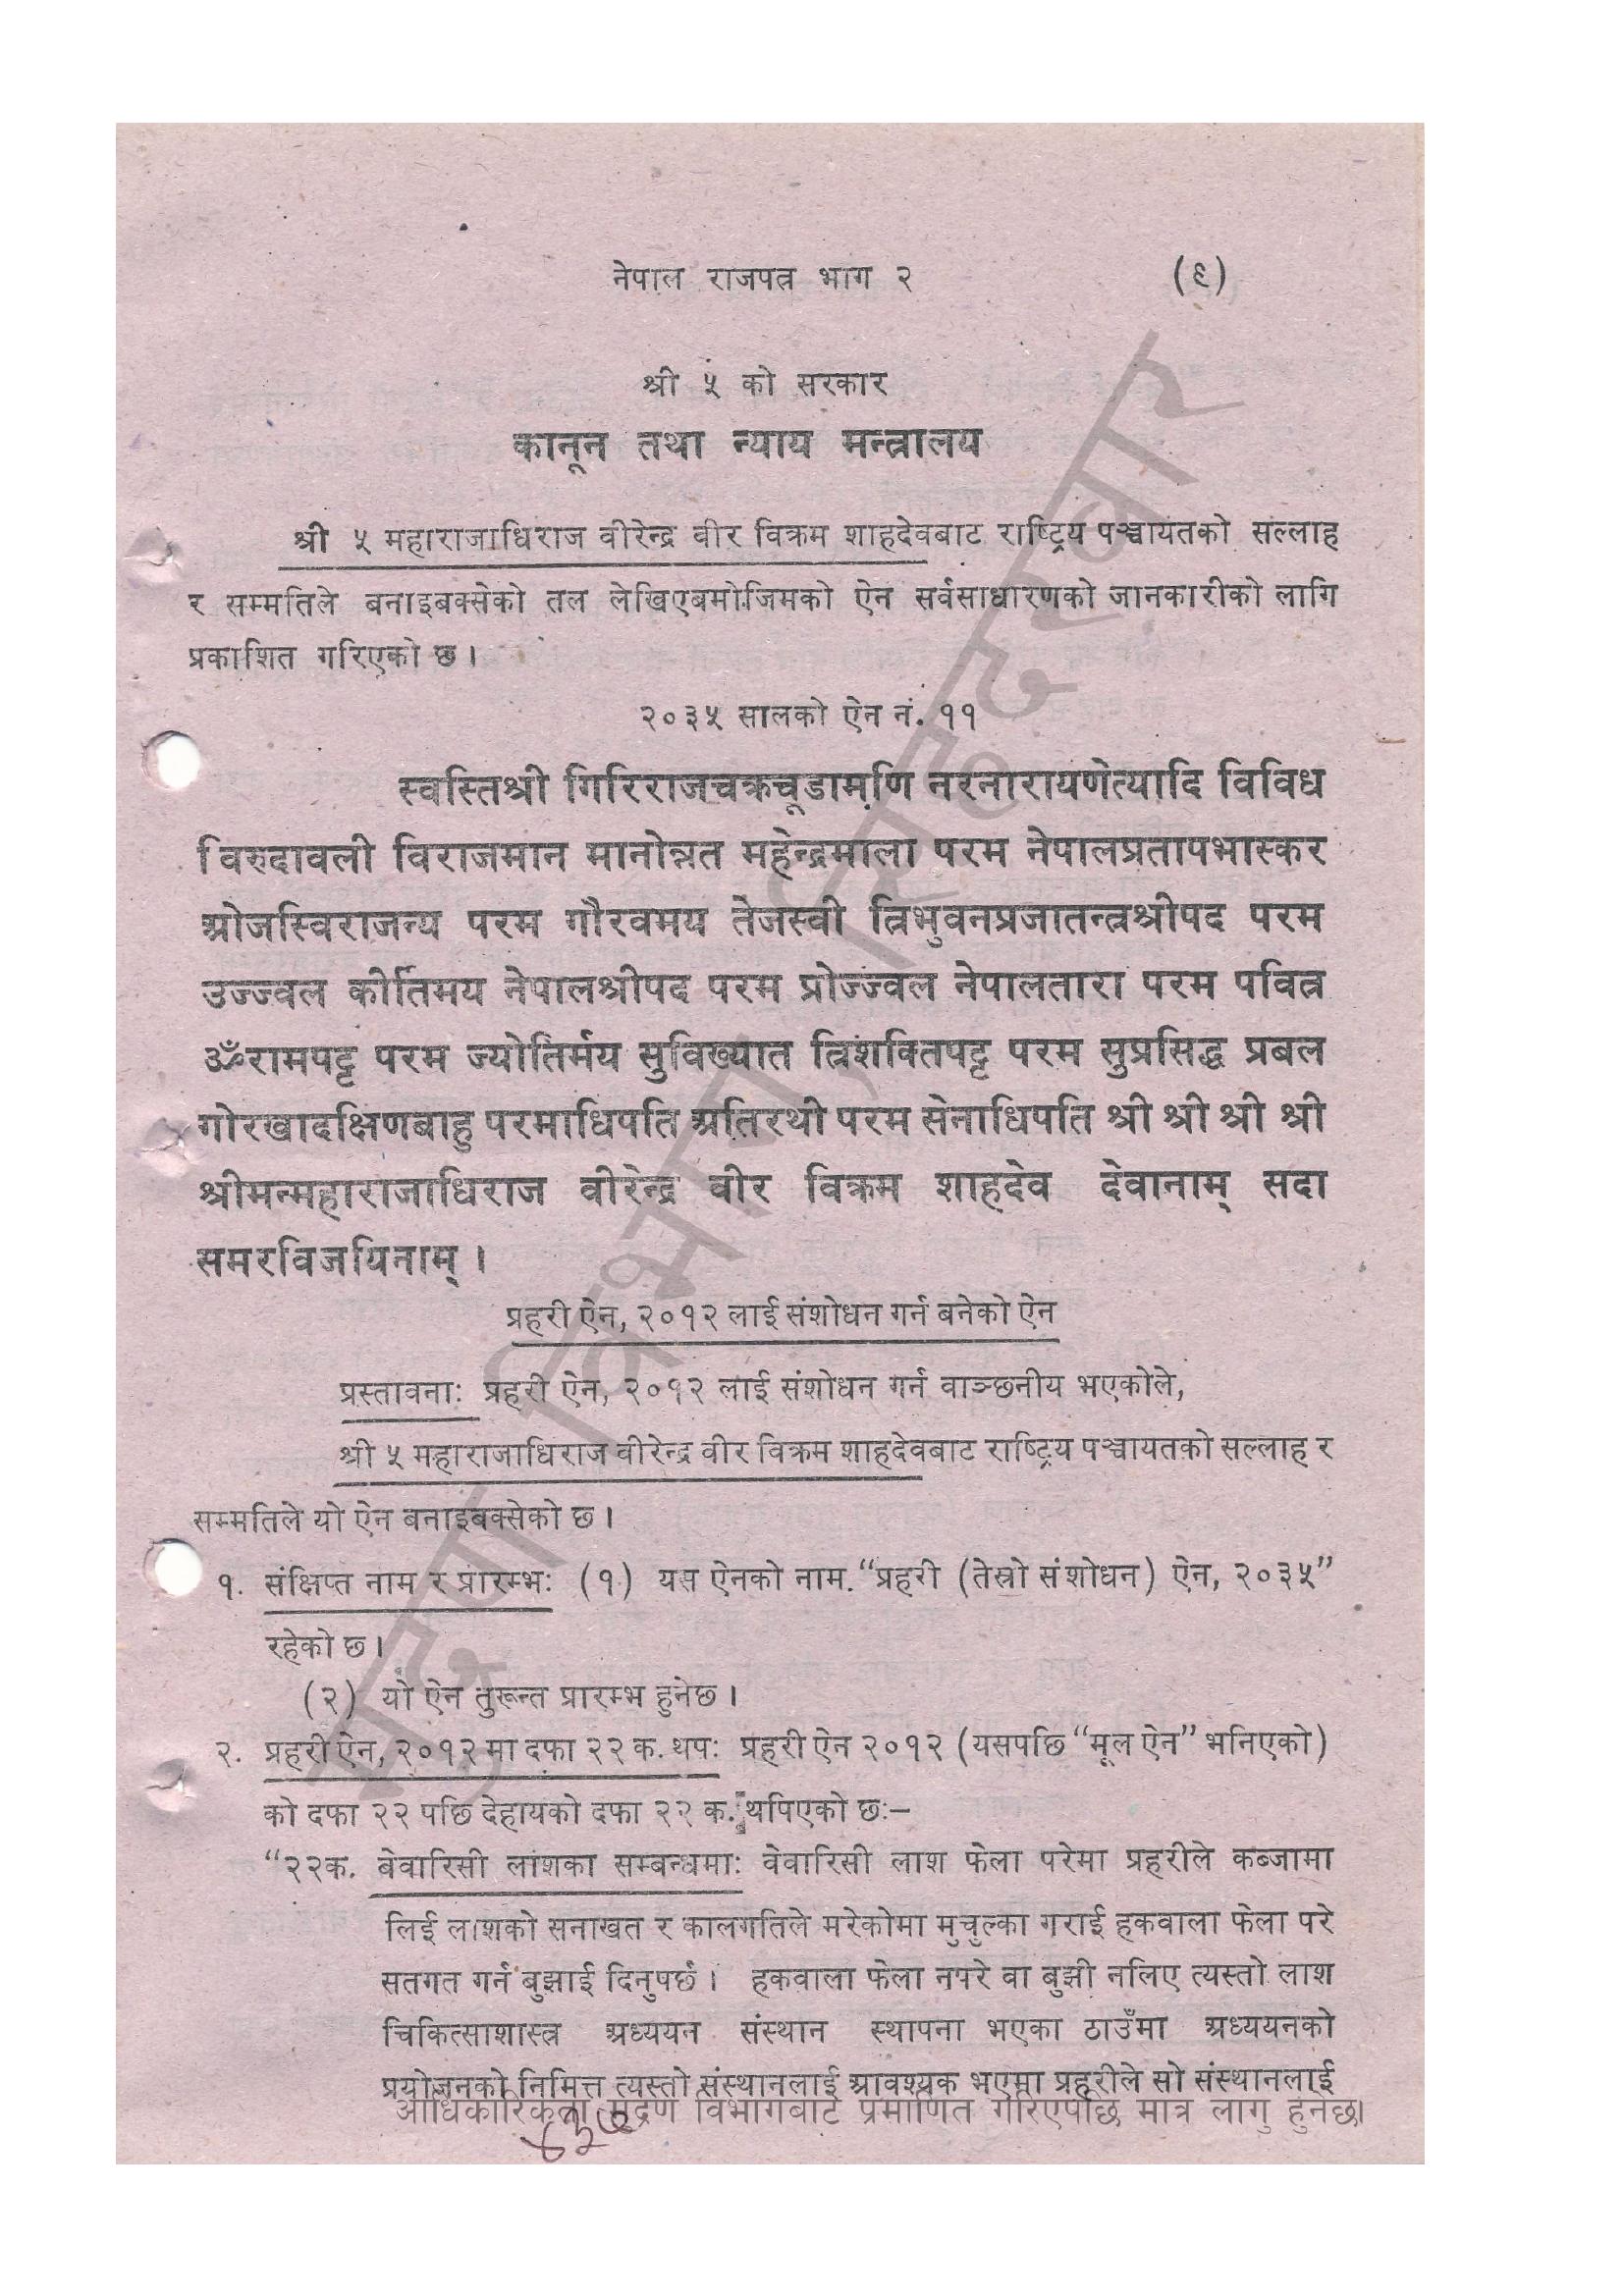 नेपाल राजपत्र भाग २ (९)
श्री ५ को सरकार
कानून तथा न्याय मन्त्रालय
श्री ५ महाराजाधिराज वीरेन्द्र वीर विक्रम शाहदेवबाट राष्ट्रिय पञ्चायतको सल्लाह
र सम्मतिले बनाइबक्सेको तल लेखिएबमोजिमको ऐन सर्वसाधारणको जानकारीको लागि
प्रकाशित गरिएको छ ।
२०३५ सालको ऐन नं. ११
स्वस्तिश्री गिरिराजचक्रचूडामणि नरनारायणेत्यादि विविध
विरुदावली विराजमान मानोन्नत महेन्द्रमाला परम नेपालप्रतापभास्कर
ओजस्विराजन्य परम गौरवमय तेजस्वी त्रिभुवनप्रजातन्त्रश्रीपद परम
उज्ज्वल कीर्तिमय नेपालश्रीपद परम प्रोज्ज्वल नेपालतारा परम पवित्र
ॐरामपट्ट परम ज्योतिर्मय सुविख्यात त्रिशक्तिपट्ट परम सुप्रसिद्ध प्रबल
गोरखादक्षिणबाहु परमाधिपति अतिरथी परम सेनाधिपति श्री श्री श्री श्री
श्रीमन्महाराजाधिराज वीरेन्द्र वीर विक्रम शाहदेव देवानाम् सदा
समरविजयिनाम् ।
प्रहरी ऐन, २०१२ लाई संशोधन गर्न बनेको ऐन
प्रस्तावनाः प्रहरी ऐन, २०१२ लाई संशोधन गर्न वाञ्छनीय भएकोले,
श्री ५ महाराजाधिराज वीरेन्द्र वीर विक्रम शाहदेवबाट राष्ट्रिय पञ्चायतको सल्लाह र
सम्मतिले यो ऐन बनाइबक्सेको छ ।
१. संक्षिप्त नाम र प्रारम्भः (१) यस ऐनको नाम “प्रहरी (तेस्रो संशोधन) ऐन, २०३५”
रहेको छ ।
(२) यो ऐन तुरून्त प्रारम्भ हुनेछ ।
२. प्रहरी ऐन, २०१२ मा दफा २२ क. थपः प्रहरी ऐन २०१२ (यसपछि “मूल ऐन” भनिएको)
को दफा २२ पछि देहायको दफा २२ क. थपिएको छः–
“२२क. बेवारिसी लाशका सम्बन्धमाः वेवारिसी लाश फेला परेमा प्रहरीले कब्जामा
लिई लाशको सनाखत र कालगतिले मरेकोमा मुचुल्का गराई हकवाला फेला परे
सतगत गर्न बुझाई दिनुपर्छ । हकवाला फेला नपरे वा बुझी नलिए त्यस्तो लाश
चिकित्साशास्त्र अध्ययन संस्थान स्थापना भएका ठाउँमा अध्ययनको
प्रयोजनको निमित्त त्यस्तो संस्थानलाई आवश्यक भएमा प्रहरीले सो संस्थानलाई
आधिकारिकता मुद्रण विभागबाट प्रमाणित गरिएपछि मात्र लागु हुनेछ।
मुद्रण विभाग, सिंहदरबार